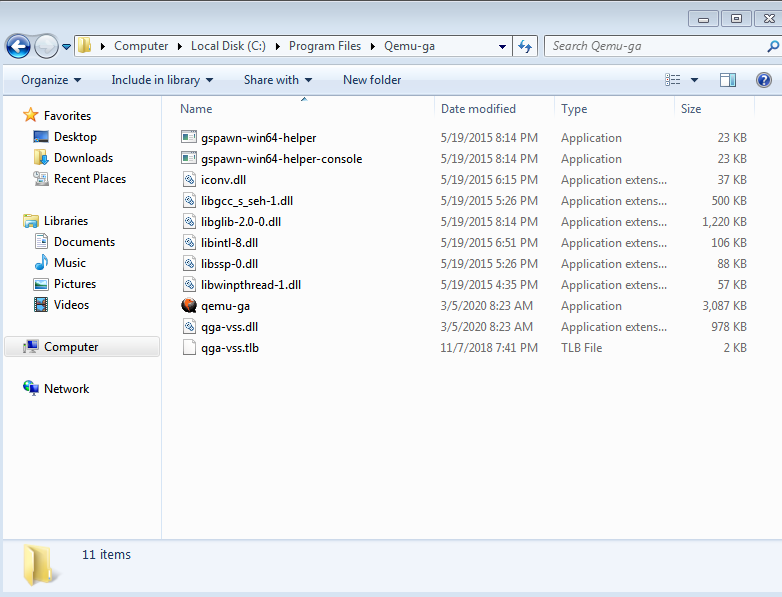 Computer Local Disk (C:) Program Files Qemu-ga Search Qemu-ga
Organize Include in library Share with New folder
Favorites
Desktop
Downloads
Recent Places
Libraries
Documents
Music
Pictures
Videos
Computer
Network
Name Date modified Type Size
gspawn-win64-helper 5/19/2015 8:14 PM Application 23 KB
gspawn-win64-helper-console 5/19/2015 8:14 PM Application 23 KB
iconv.dll 5/19/2015 6:15 PM Application extens... 37 KB
libgcc_s_seh-1.dll 5/19/2015 5:26 PM Application extens... 500 KB
libglib-2.0-0.dll 5/19/2015 8:14 PM Application extens... 1,220 KB
libintl-8.dll 5/19/2015 6:51 PM Application extens... 106 KB
libssp-0.dll 5/19/2015 5:26 PM Application extens... 88 KB
libwinpthread-1.dll 5/19/2015 4:35 PM Application extens... 57 KB
qemu-ga 3/5/2020 8:23 AM Application 3,087 KB
qga-vss.dll 3/5/2020 8:23 AM Application extens... 978 KB
qga-vss.tlb 11/7/2018 7:41 PM TLB File 2 KB
11 items